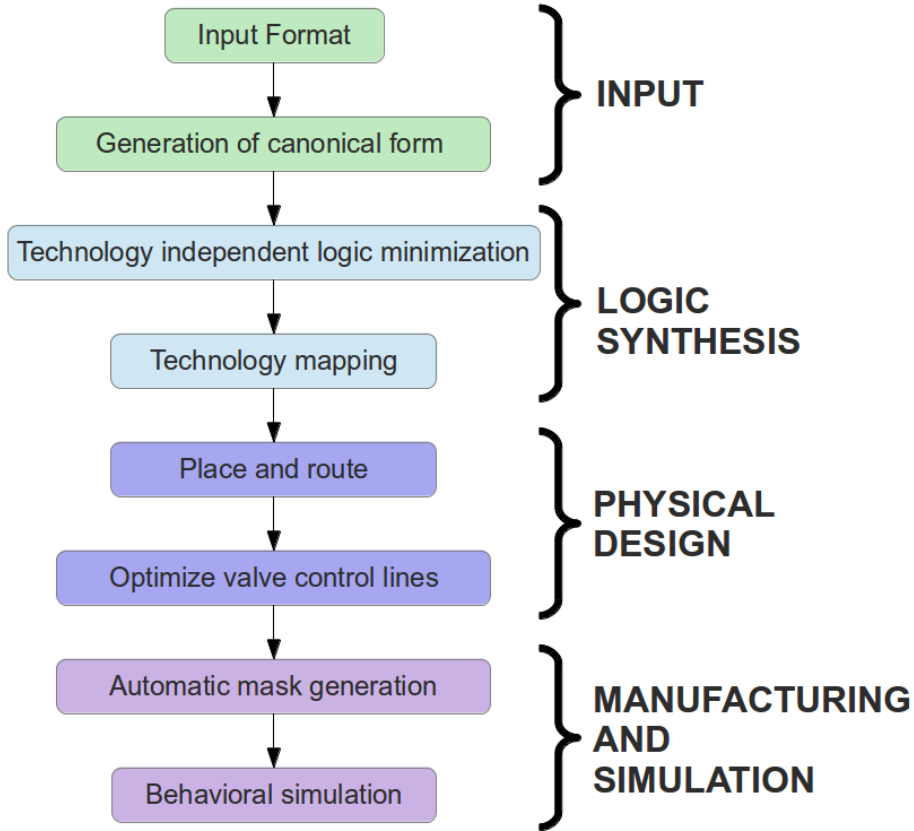 Input Format
Generation of canonical form
INPUT
Technology independent logic minimization
Technology mapping
LOGIC
SYNTHESIS
Place and route
Optimize valve control lines
PHYSICAL
DESIGN
Automatic mask generation
Behavioral simulation
MANUFACTURING
AND
SIMULATION